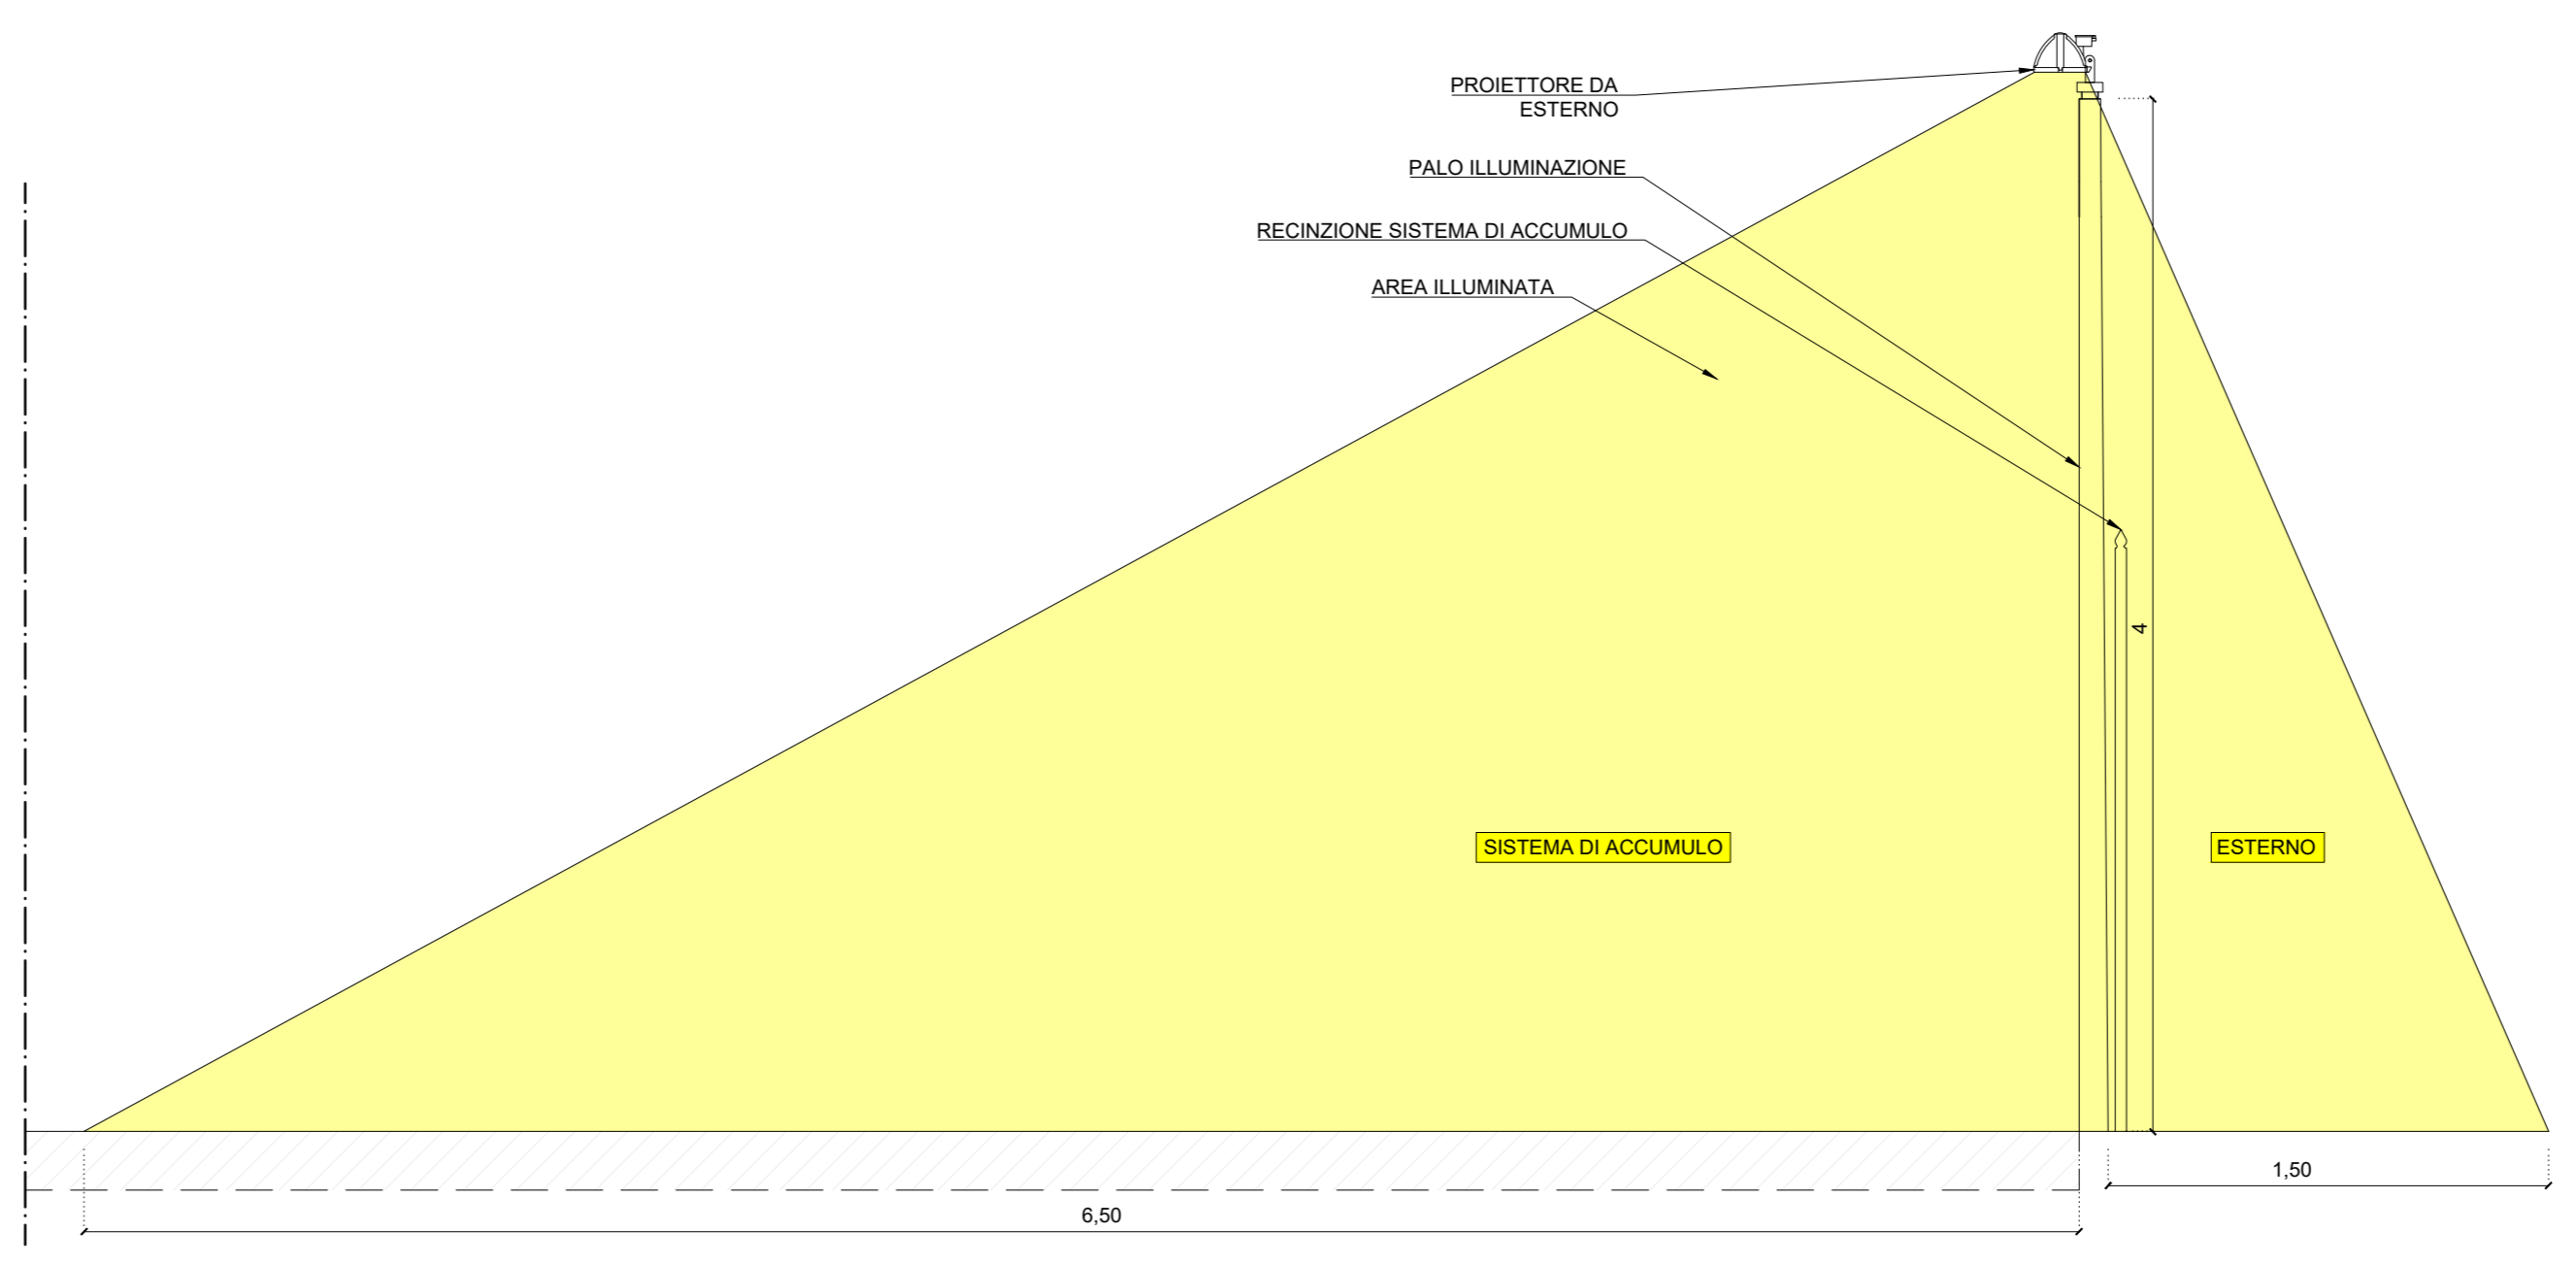 PROIETTORE DA
ESTERNO
PALO ILLUMINAZIONE
RECINZIONE SISTEMA DI ACCUMULO
AREA ILLUMINATA
4
SISTEMA DI ACCUMULO
ESTERNO
1,50
6,50